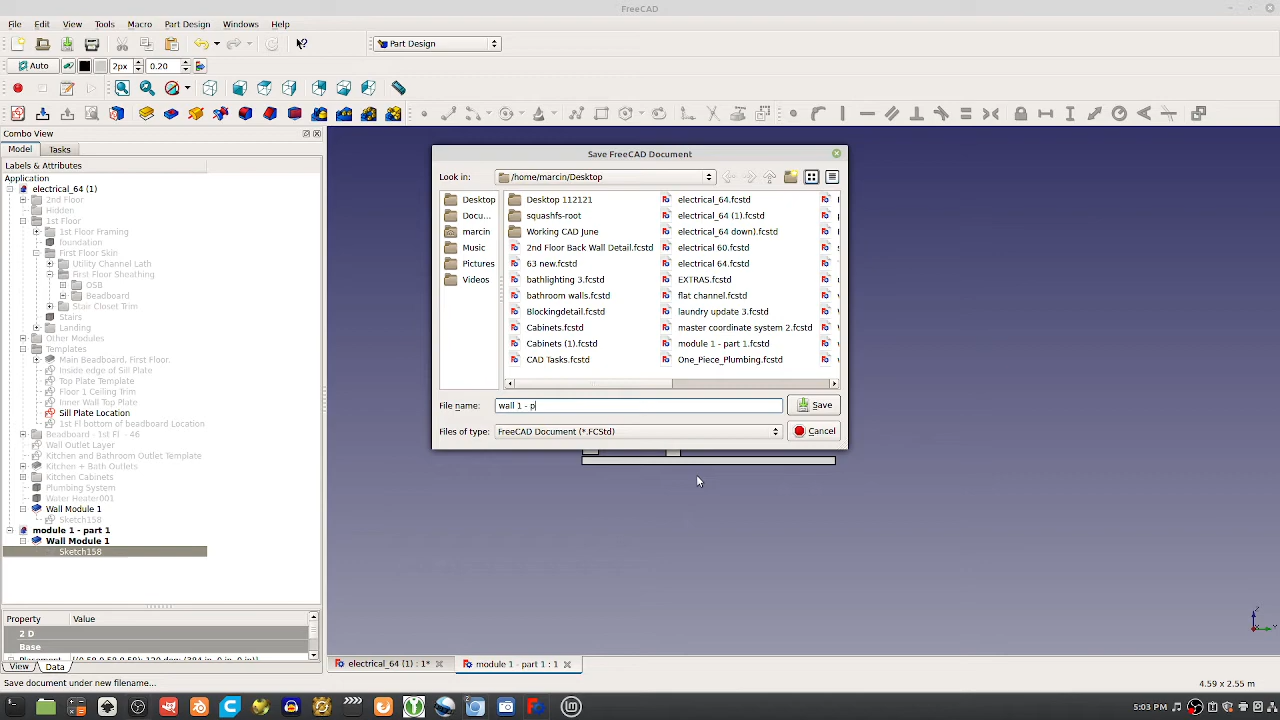 FreeCAD
File Edit View Tools Macro Part Design Windows Help
Part Design
Auto 2px 0.20
Combo View
Model Tasks
Labels & Attributes
Application
electrical_64 (1)
2nd Floor
Hidden
1st Floor
1st Floor Framing
foundation
First Floor Skin
Utility Channel Lath
First Floor Sheathing
OSB
Beadboard
Stair Closet Trim
Stairs
Landing
Other Modules
Templates
Main Beadboard, First Floor.
Inside edge of Sill Plate
Top Plate Template
Floor 1 Ceiling Trim
Inner Wall Top Plate
Sill Plate Location
1st Fl bottom of beadboard Location
Beadboard - 1st Fl - 46
Wall Outlet Layer
Kitchen and Bathroom Outlet Template
Kitchen + Bath Outlets
Kitchen Cabinets
Plumbing System
Water Heater001
Wall Module 1
Sketch158
module 1 - part 1
Wall Module 1
Sketch158
Property Value
2 D
Base
View Data
Save document under new filename...
Save FreeCAD Document
Look in: /home/marcin/Desktop
Desktop
Docu...
marcin
Music
Pictures
Videos
Desktop 112121
squashfs-root
Working CAD June
2nd Floor Back Wall Detail.fcstd
63 new.fcstd
bathlighting 3.fcstd
bathroom walls.fcstd
Blockingdetail.fcstd
Cabinets.fcstd
Cabinets (1).fcstd
CAD Tasks.fcstd
electrical_64.fcstd
electrical_64 (1).fcstd
electrical_64 down).fcstd
electrical 60.fcstd
electrical 64.fcstd
EXTRAS.fcstd
flat channel.fcstd
laundry update 3.fcstd
master coordinate system 2.fcstd
module 1 - part 1.fcstd
One_Piece_Plumbing.fcstd
File name: wall 1 - p
Save
Files of type: FreeCAD Document (*.FCStd)
Cancel
electrical_64 (1) : 1*
module 1 - part 1 : 1
4.59 x 2.55 m
5:03 PM